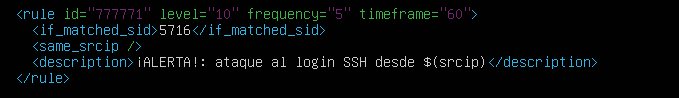 <rule id="777771" level="10" frequency="5" timeframe="60">
<if_matched_sid>5716</if_matched_sid>
<same_srcip />
<description>¡ALERTA!: ataque al login SSH desde $(srcip)</description>
</rule>